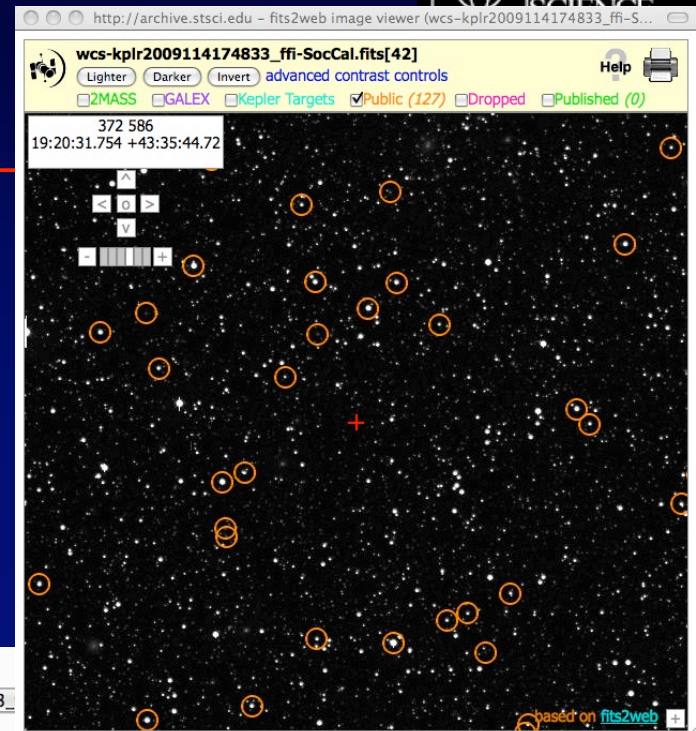 SCIENCE
http://archive.stsci.edu – fits2web image viewer (wcs-kplr2009114174833_ffi-S...
wcs-kplr2009114174833_ffi-SocCal.fits[42]
Lighter Darker Invert advanced contrast controls
Help
2MASS GALEX Kepler Targets Public (127) Dropped Published (0)
372 586
19:20:31.754 +43:35:44.72
^
< o >
v
- +
based on fits2web +